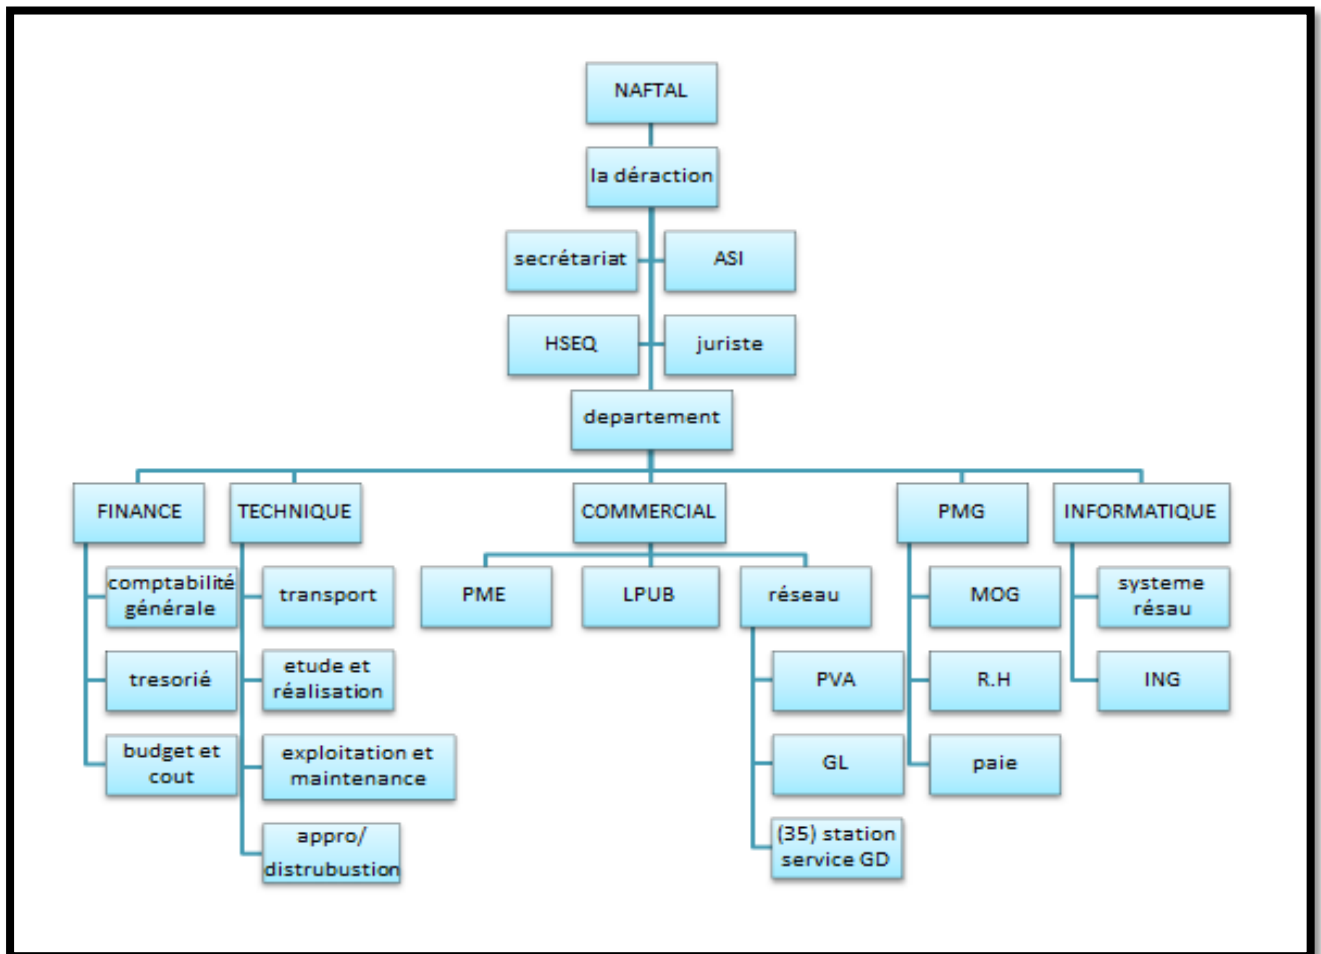 NAFTAL
la déraction
secrétariat
ASI
HSEQ
juriste
departement
FINANCE
TECHNIQUE
COMMERCIAL
PMG
INFORMATIQUE
comptabilité
générale
tresorié
budget et
cout
transport
etude et
réalisation
exploitation et
maintenance
appro/
distrubustion
PME
LPUB
réseau
PVA
GL
(35) station
service GD
MOG
R.H
paie
systeme
résau
ING